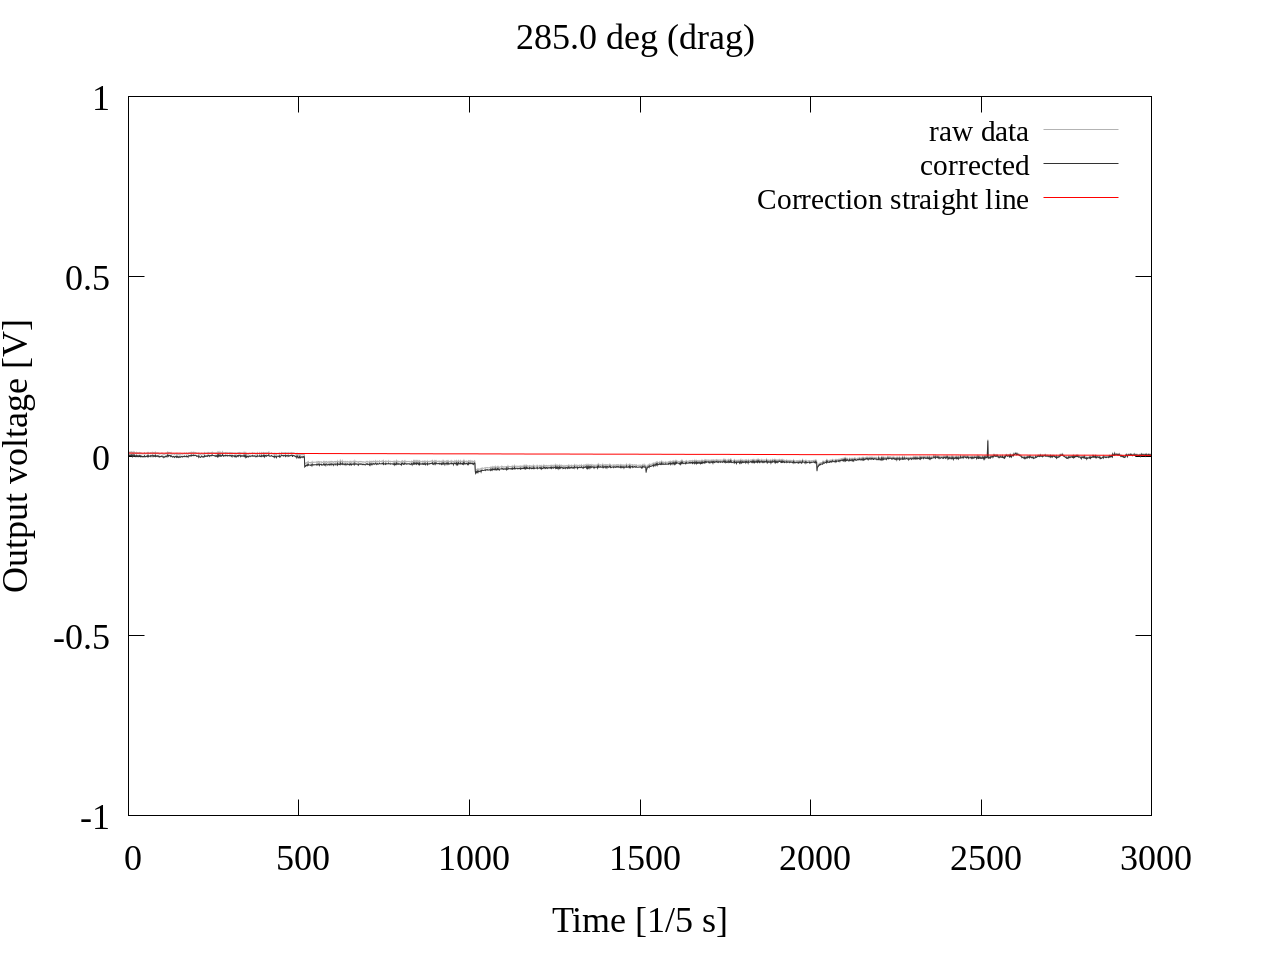 285.0 deg (drag)
raw data
corrected
Correction straight line
Output voltage [V]
1
0.5
0
-0.5
-1
0 500 1000 1500 2000 2500 3000
Time [1/5 s]